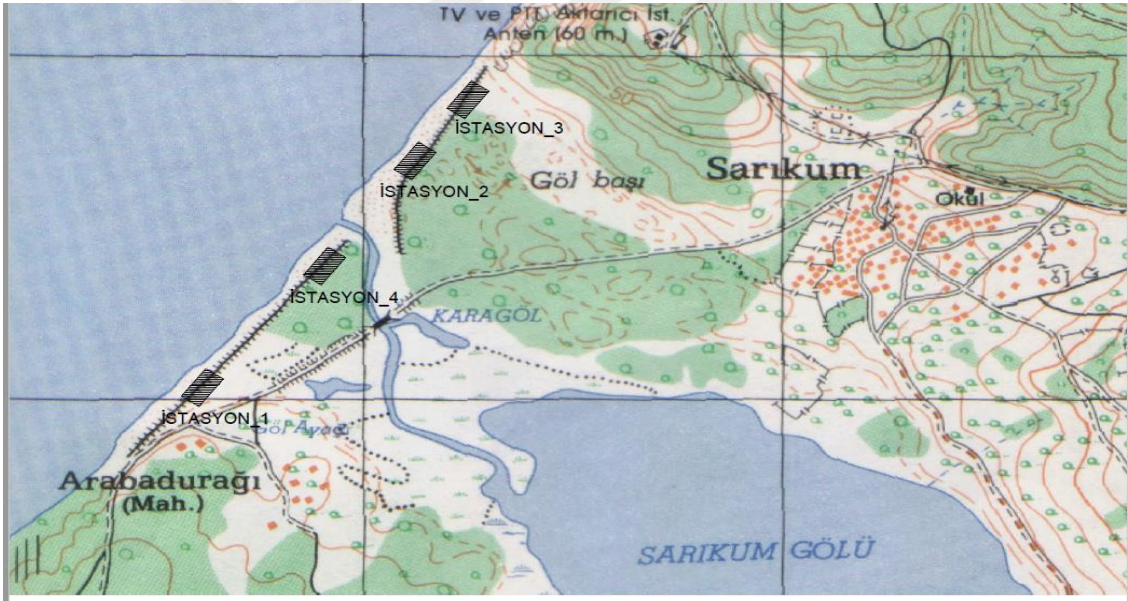 TV ve PTT Aktarıcı İst.
Anten (60 m.)
50
İSTASYON_3
Sarıkum
Göl başı
İSTASYON_2
Okul
İSTASYON_4
KARAGÖL
İSTASYON_1
Göl Ayağı
Arabadurağı
(Mah.)
SARIKUM GÖLÜ